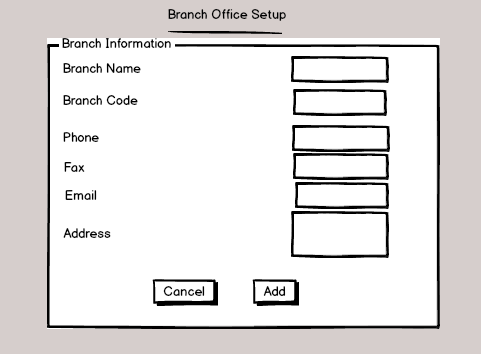 Branch Office Setup
Branch Information
Branch Name
Branch Code
Phone
Fax
Email
Address
Cancel Add